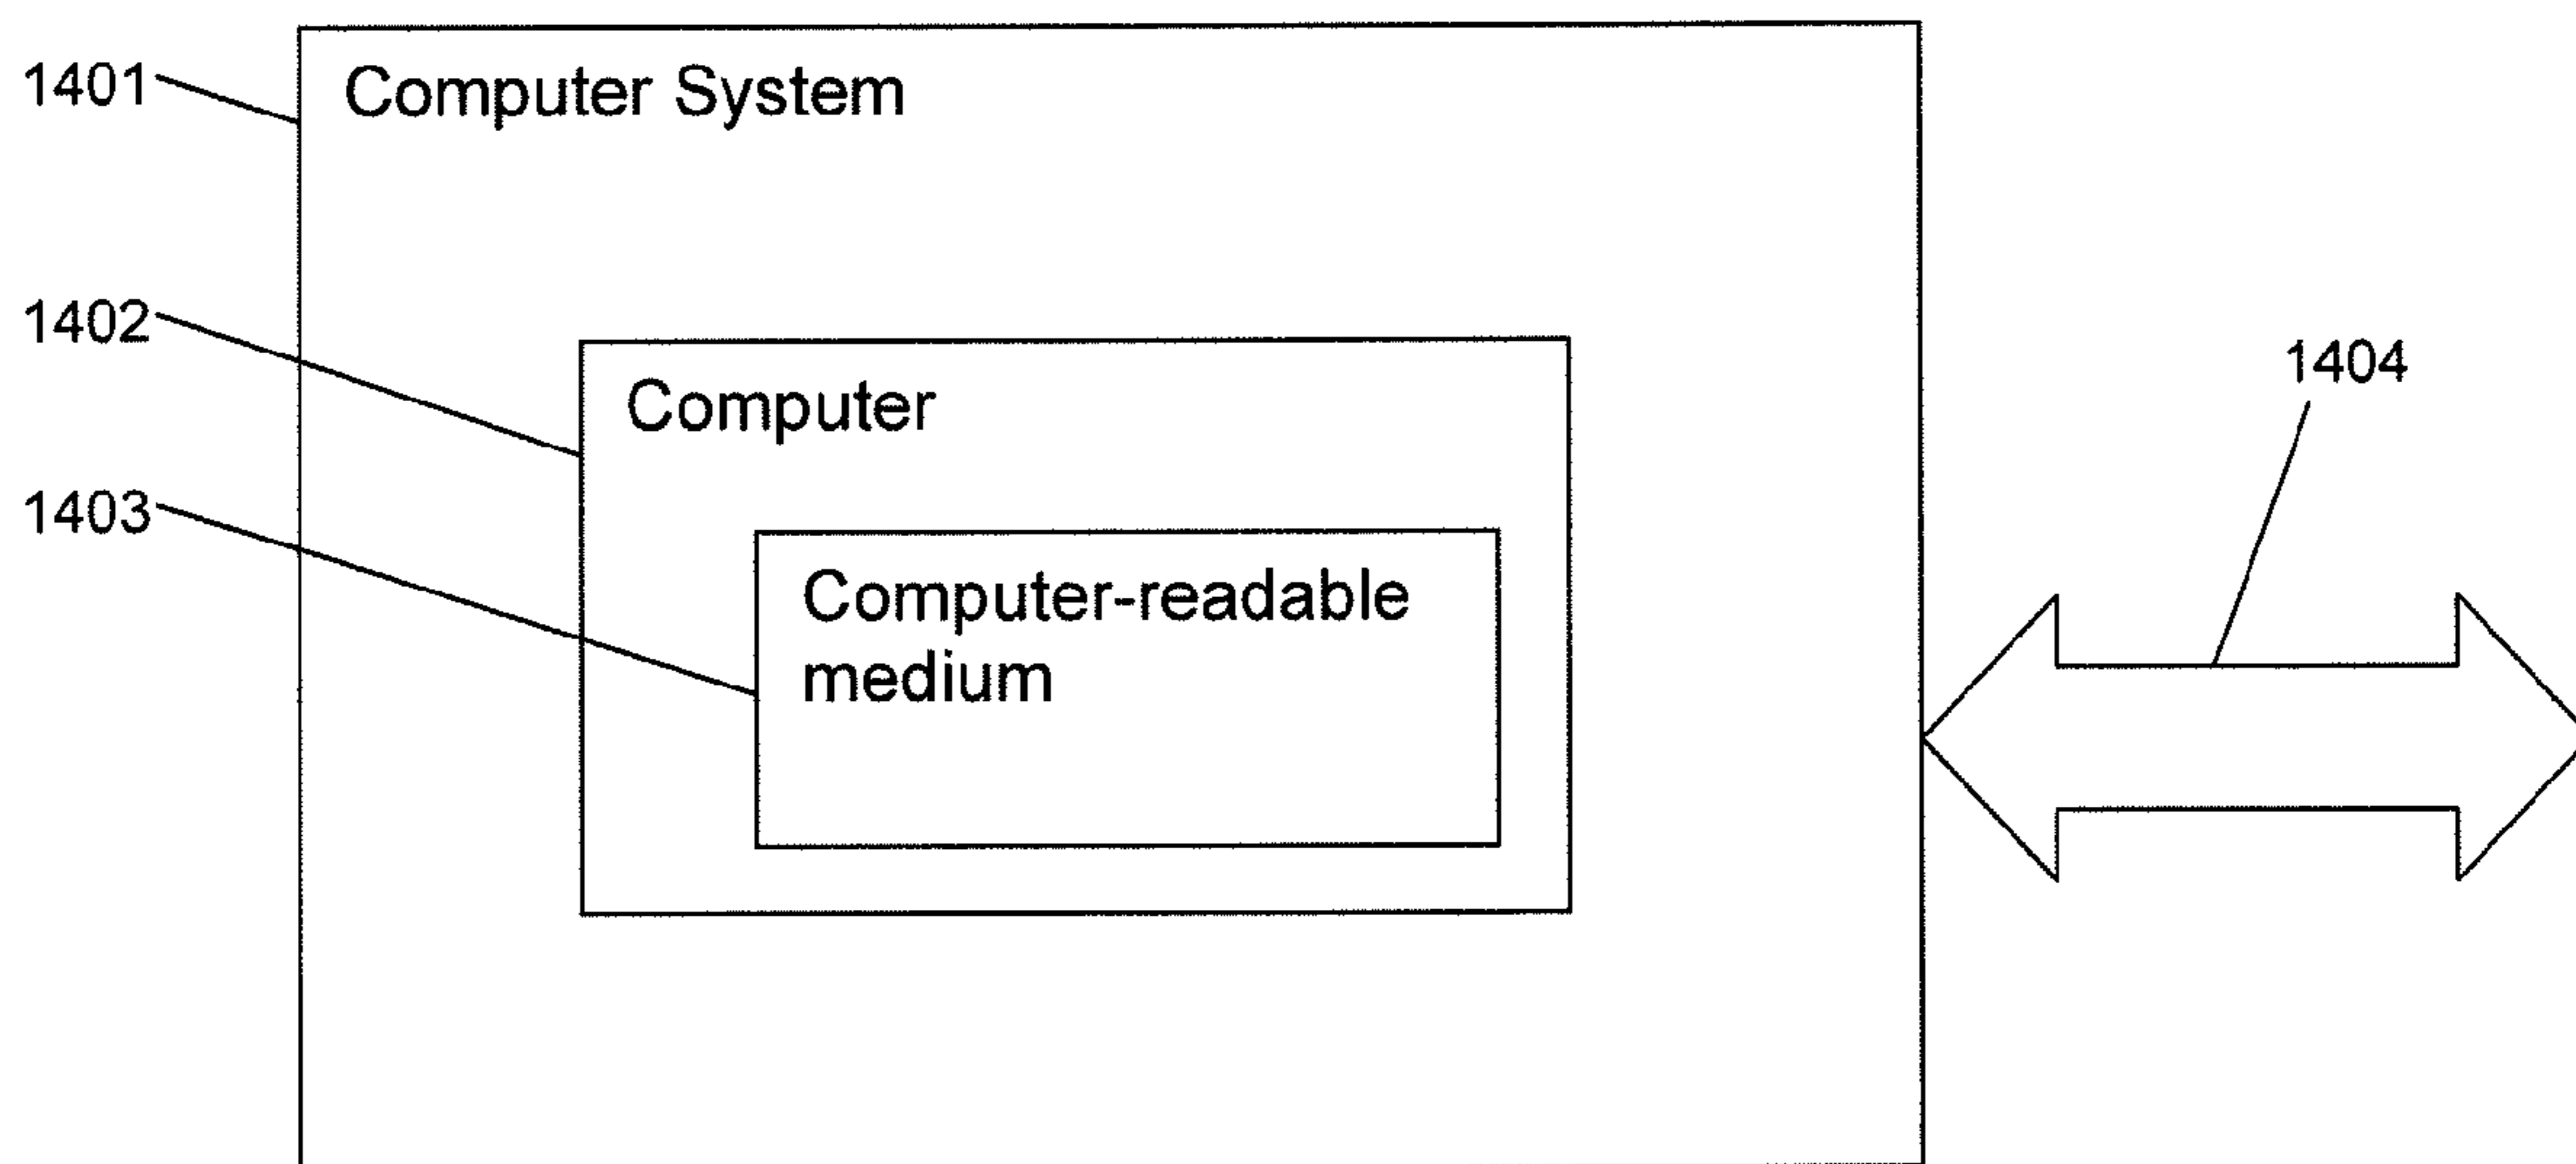 1401
Computer System
1402
Computer
1404
1403
Computer-readable
medium